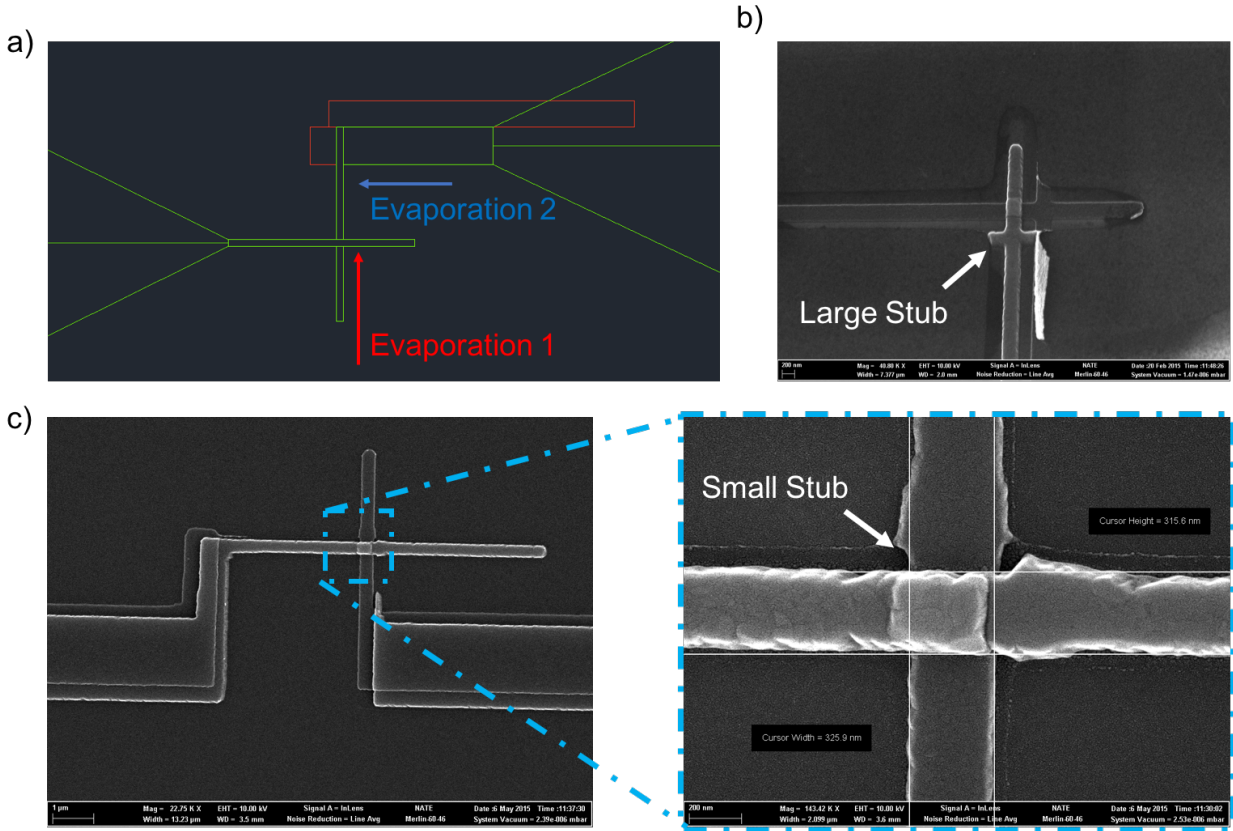 a)
Evaporation 2
Evaporation 1
b)
Large Stub
200 nm
Mag = 40.80 K X
EHT = 10.00 kV
Signal A = InLens
NATE
Date :20 Feb 2015 Time :11:48:26
Width = 7.377 µm
WD = 2.0 mm
Noise Reduction = Line Avg
Merlin-60-46
System Vacuum = 1.47e-006 mbar
c)
1 µm
Mag = 22.75 K X
EHT = 10.00 kV
Signal A = InLens
NATE
Date :6 May 2015 Time :11:37:30
Width = 13.23 µm
WD = 3.5 mm
Noise Reduction = Line Avg
Merlin-60-46
System Vacuum = 2.39e-006 mbar
Small Stub
Cursor Height = 315.6 nm
Cursor Width = 325.9 nm
200 nm
Mag = 143.42 K X
EHT = 10.00 kV
Signal A = InLens
NATE
Date :6 May 2015 Time :11:30:02
Width = 2.099 µm
WD = 3.6 mm
Noise Reduction = Line Avg
Merlin-60-46
System Vacuum = 2.53e-006 mbar